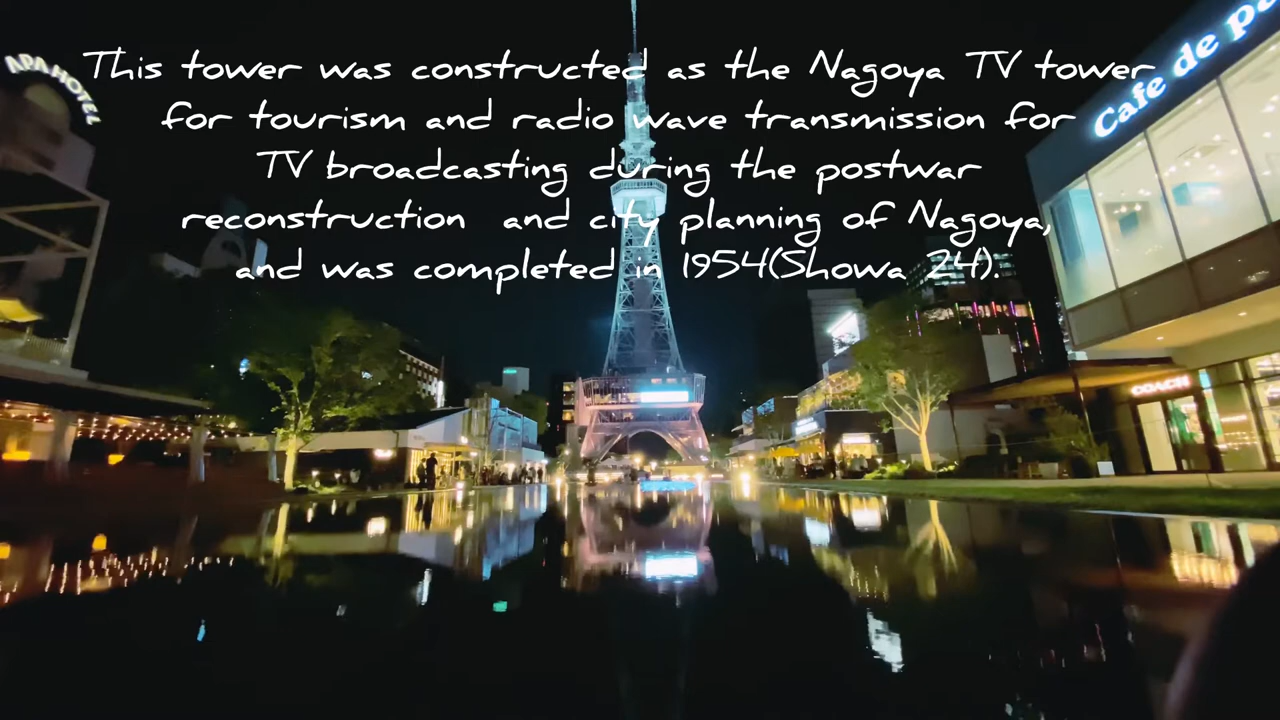 APA HOTEL
This tower was constructed as the Nagoya TV tower
for tourism and radio wave transmission for
TV broadcasting during the postwar
reconstruction and city planning of Nagoya,
and was completed in 1954(Showa 24).
Cafe de
COACH